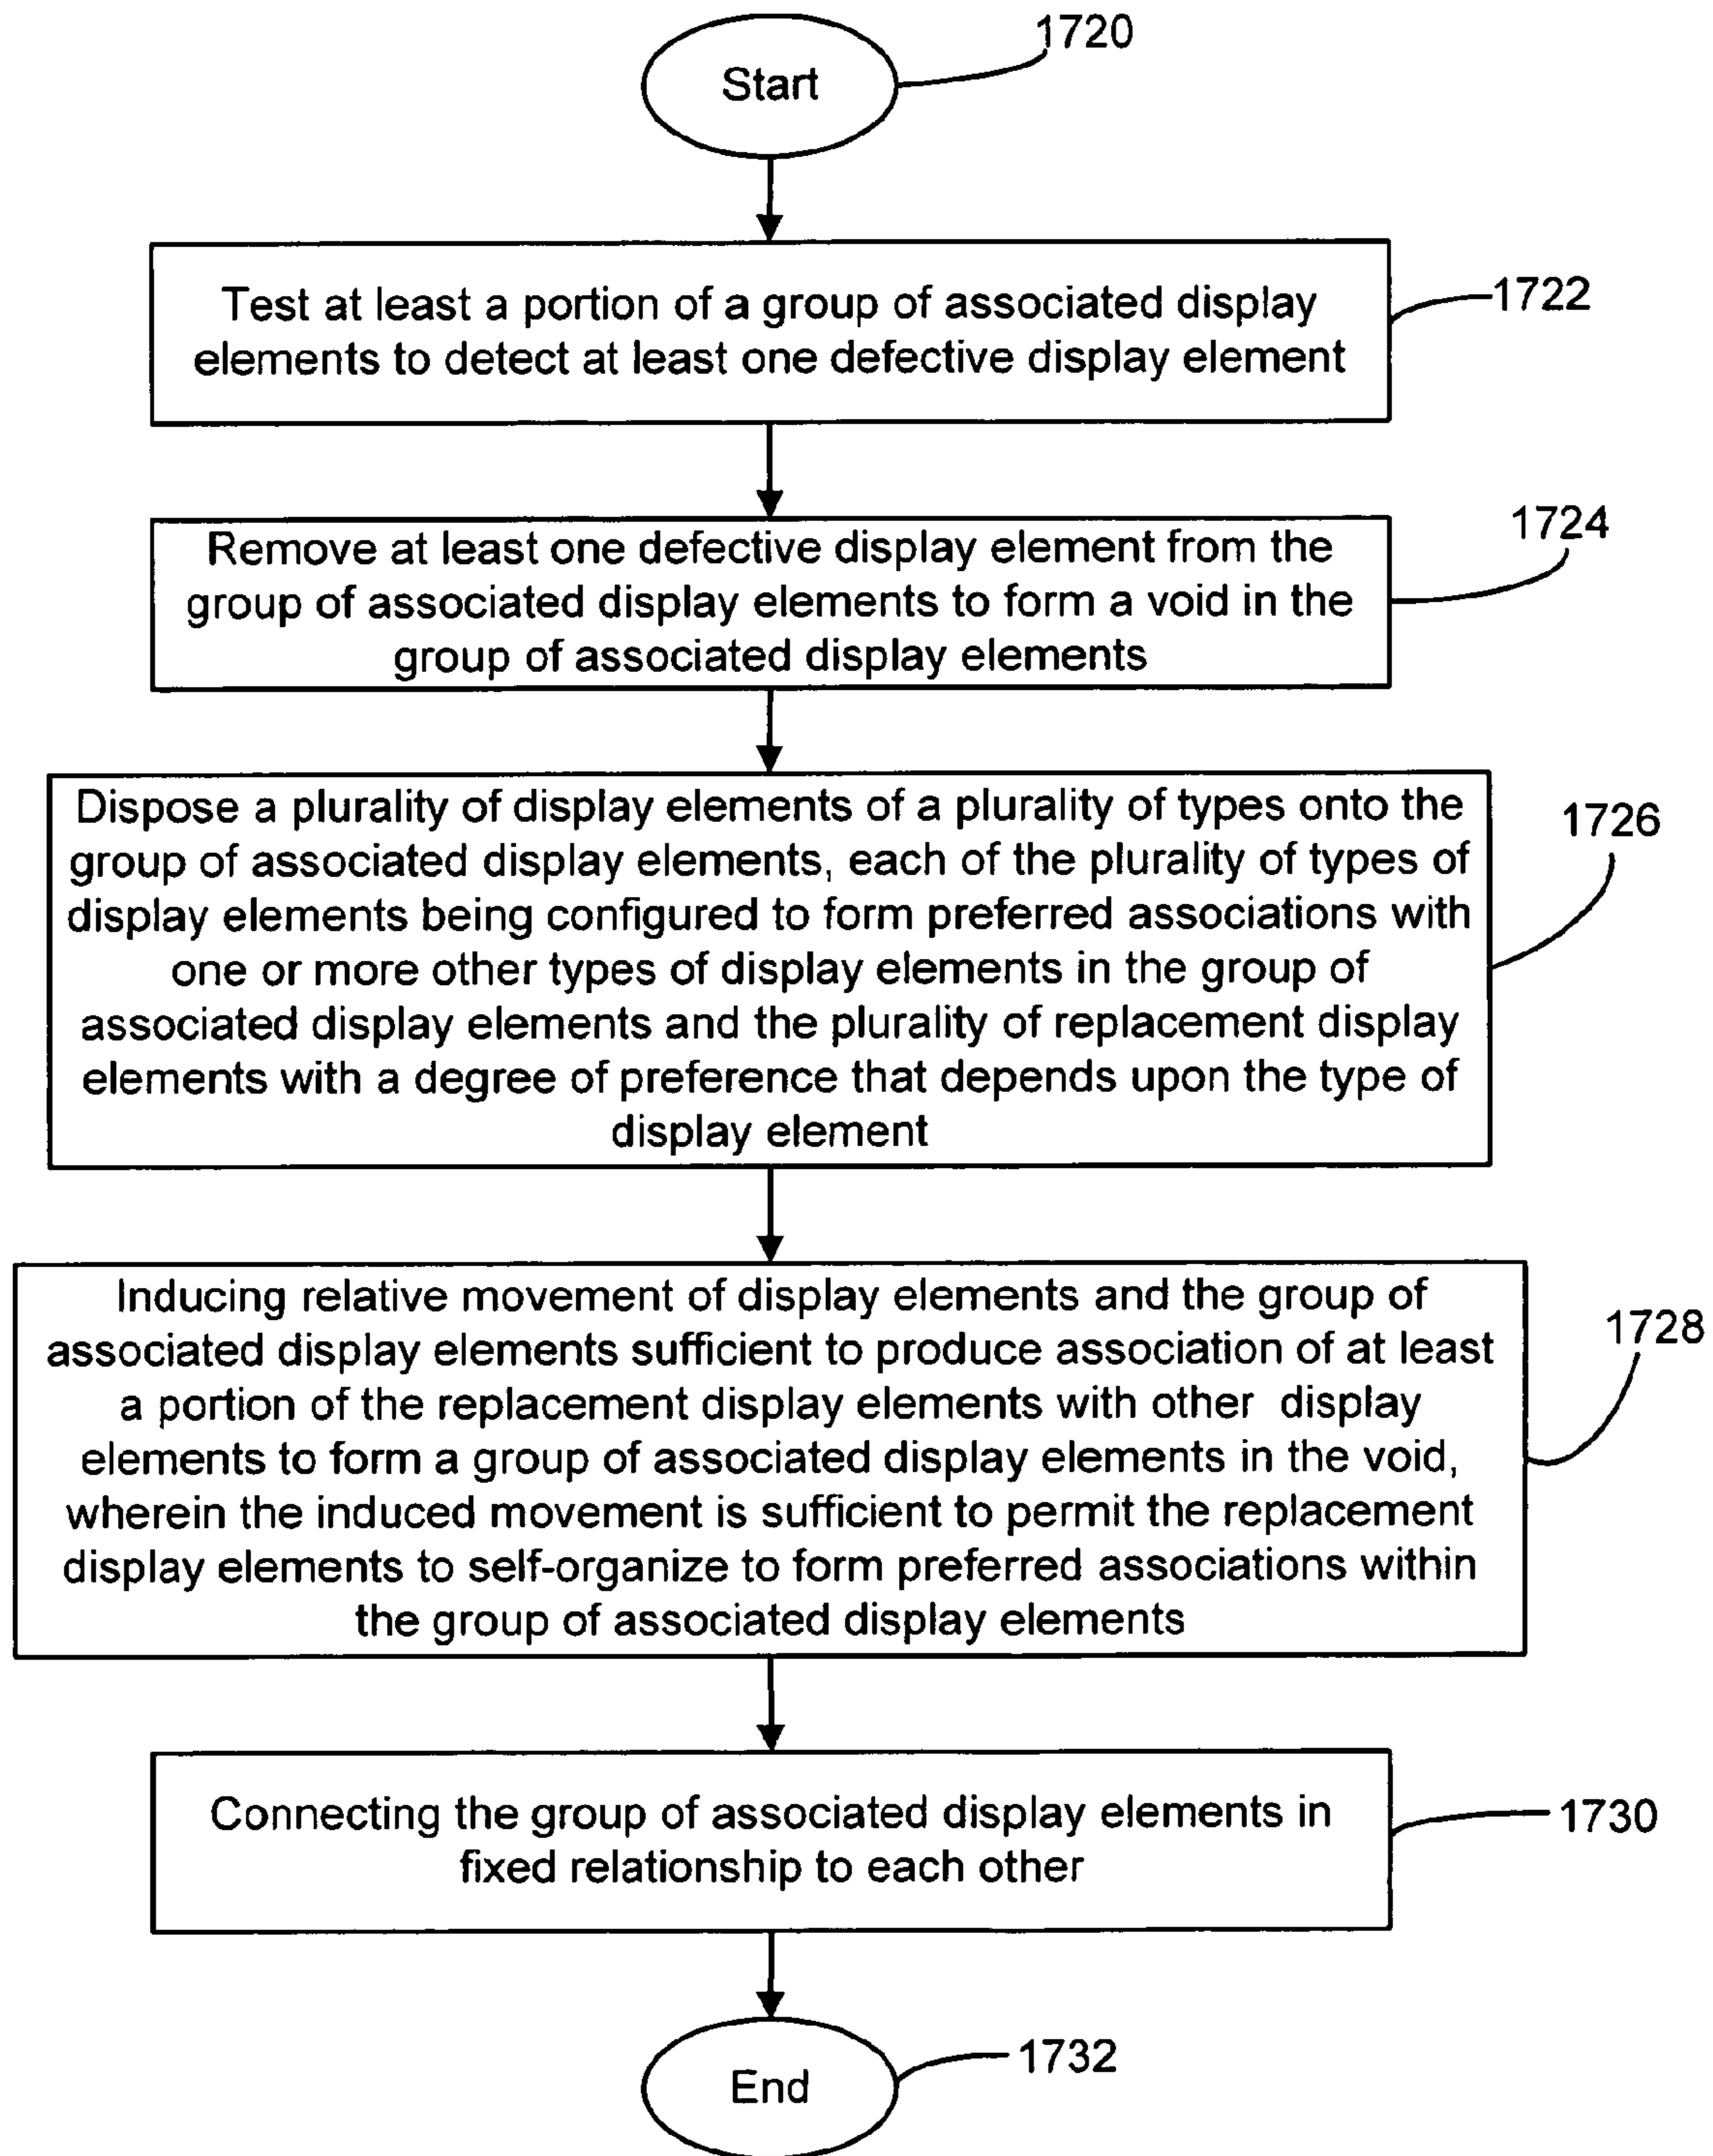 1720
Start
Test at least a portion of a group of associated display
elements to detect at least one defective display element
1722
Remove at least one defective display element from the
group of associated display elements to form a void in the
group of associated display elements
1724
Dispose a plurality of display elements of a plurality of types onto the
group of associated display elements, each of the plurality of types of
display elements being configured to form preferred associations with
one or more other types of display elements in the group of
associated display elements and the plurality of replacement display
elements with a degree of preference that depends upon the type of
display element
1726
Inducing relative movement of display elements and the group of
associated display elements sufficient to produce association of at least
a portion of the replacement display elements with other display
elements to form a group of associated display elements in the void,
wherein the induced movement is sufficient to permit the replacement
display elements to self-organize to form preferred associations within
the group of associated display elements
1728
Connecting the group of associated display elements in
fixed relationship to each other
1730
End
1732